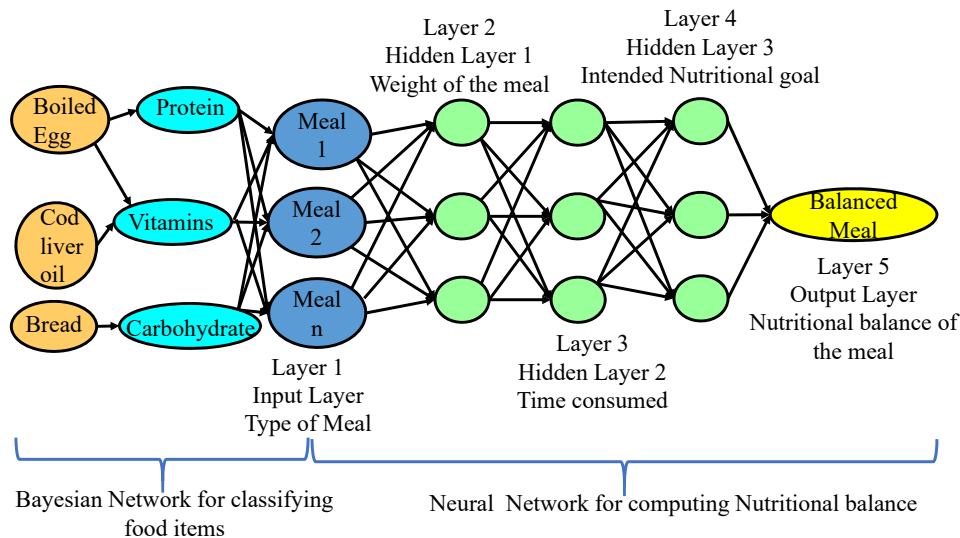 Layer 2
Hidden Layer 1
Weight of the meal
Layer 4
Hidden Layer 3
Intended Nutritional goal
Boiled
Egg
Protein
Meal
1
Cod
liver
oil
Vitamins
Meal
2
Balanced
Meal
Bread
Carbohydrate
Meal
n
Layer 1
Input Layer
Type of Meal
Layer 3
Hidden Layer 2
Time consumed
Layer 5
Output Layer
Nutritional balance of
the meal
Bayesian Network for classifying
food items
Neural  Network for computing Nutritional balance